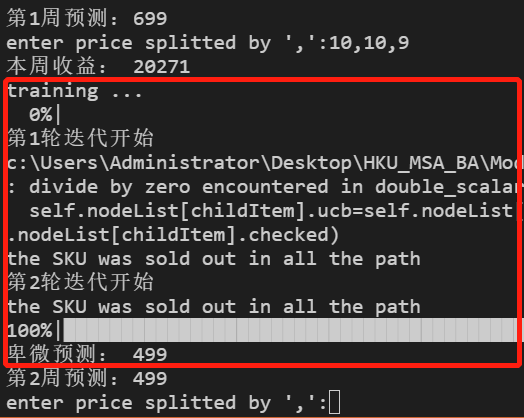 第1周预测：699
enter price splitted by ',':10,10,9
本周收益： 20271
training ...
0%|
第1轮迭代开始
c:\Users\Administrator\Desktop\HKU_MSA_BA\Mod
: divide by zero encountered in double_scalar
self.nodeList[childItem].ucb=self.nodeList[
.nodeList[childItem].checked)
the SKU was sold out in all the path
第2轮迭代开始
the SKU was sold out in all the path
100%|
卑微预测： 499
第2周预测：499
enter price splitted by ',':